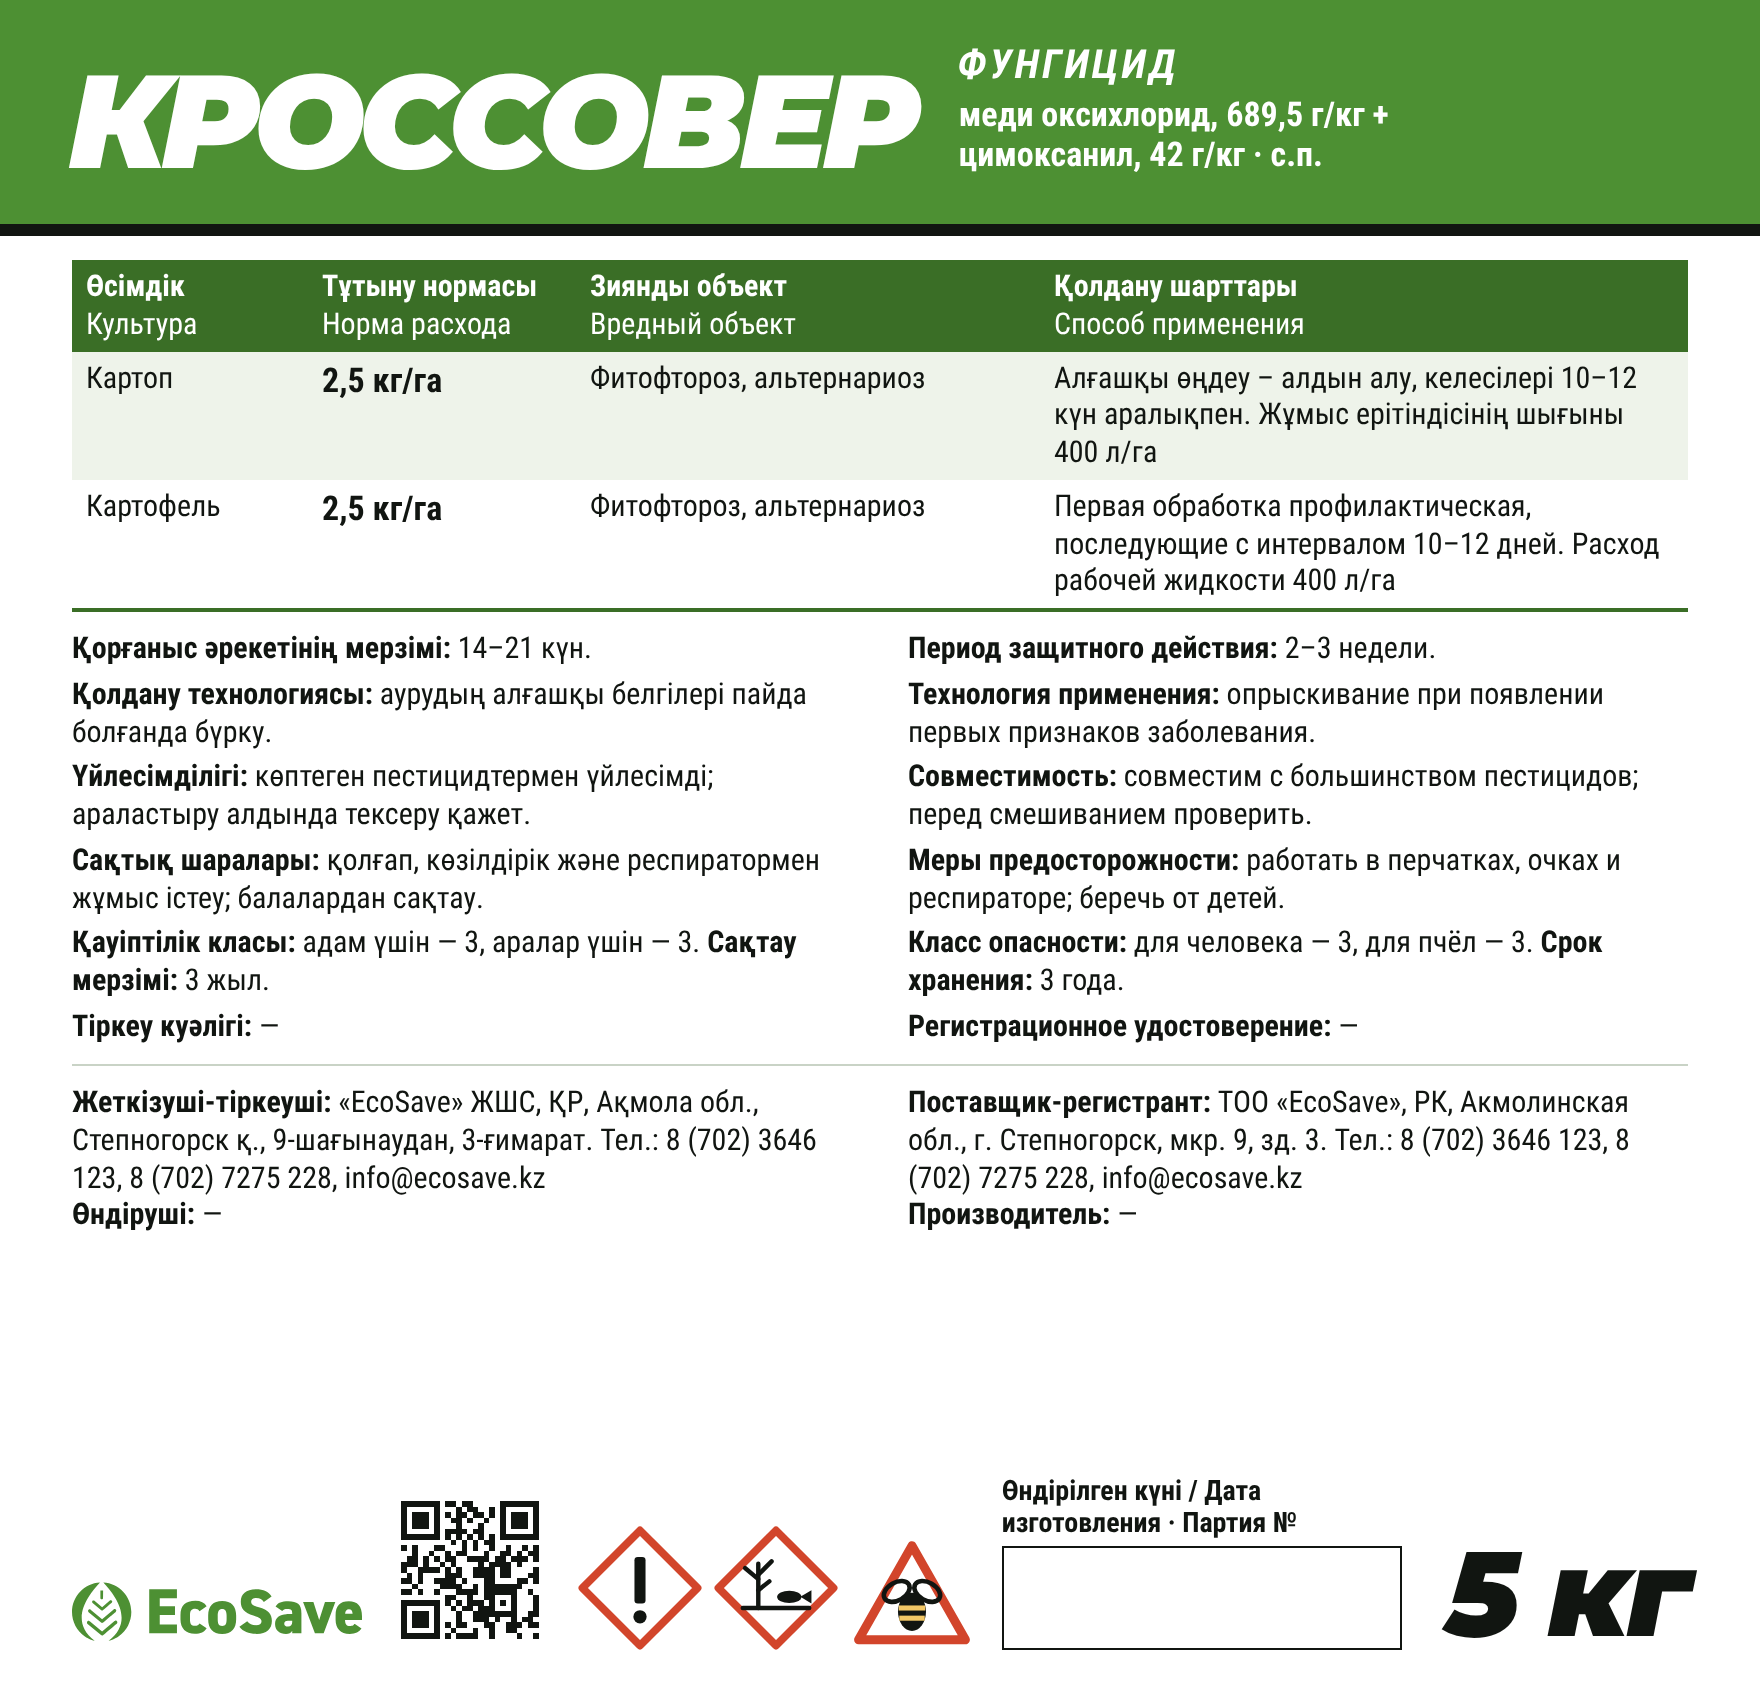 КРОССОВЕР
ФУНГИЦИД
меди оксихлорид, 689,5 г/кг +
цимоксанил, 42 г/кг · с.п.
Өсімдік Тұтыну нормасы Зиянды объект Қолдану шарттары
Культура Норма расхода Вредный объект Способ применения
Картоп 2,5 кг/га Фитофтороз, альтернариоз Алғашқы өңдеу – алдын алу, келесілері 10–12
күн аралықпен. Жұмыс ерітіндісінің шығыны
400 л/га
Картофель 2,5 кг/га Фитофтороз, альтернариоз Первая обработка профилактическая,
последующие с интервалом 10–12 дней. Расход
рабочей жидкости 400 л/га
Қорғаныс әрекетінің мерзімі: 14–21 күн.
Қолдану технологиясы: аурудың алғашқы белгілері пайда
болғанда бүрку.
Үйлесімділігі: көптеген пестицидтермен үйлесімді;
араластыру алдында тексеру қажет.
Сақтық шаралары: қолғап, көзілдірік және респиратормен
жұмыс істеу; балалардан сақтау.
Қауіптілік класы: адам үшін — 3, аралар үшін — 3. Сақтау
мерзімі: 3 жыл.
Тіркеу куәлігі: —
Период защитного действия: 2–3 недели.
Технология применения: опрыскивание при появлении
первых признаков заболевания.
Совместимость: совместим с большинством пестицидов;
перед смешиванием проверить.
Меры предосторожности: работать в перчатках, очках и
респираторе; беречь от детей.
Класс опасности: для человека — 3, для пчёл — 3. Срок
хранения: 3 года.
Регистрационное удостоверение: —
Жеткізуші-тіркеуші: «EcoSave» ЖШС, ҚР, Ақмола обл.,
Степногорск қ., 9-шағынаудан, 3-ғимарат. Тел.: 8 (702) 3646
123, 8 (702) 7275 228, info@ecosave.kz
Өндіруші: —
Поставщик-регистрант: ТОО «EcoSave», РК, Акмолинская
обл., г. Степногорск, мкр. 9, зд. 3. Тел.: 8 (702) 3646 123, 8
(702) 7275 228, info@ecosave.kz
Производитель: —
EcoSave
Өндірілген күні / Дата
изготовления · Партия №
5 кг